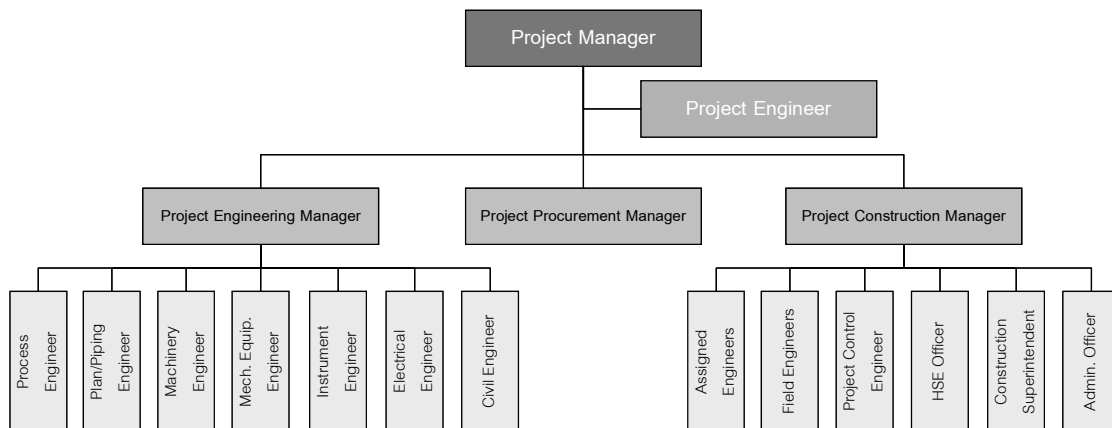 Project Manager
Project Engineer
Project Engineering Manager
Project Procurement Manager
Project Construction Manager
Process
Engineer
Plan/Piping
Engineer
Machinery
Engineer
Mech. Equip.
Engineer
Instrument
Engineer
Electrical
Engineer
Civil Engineer
Assigned
Engineers
Field Engineers
Project Control
Engineer
HSE Officer
Construction
Superintendent
Admin. Officer